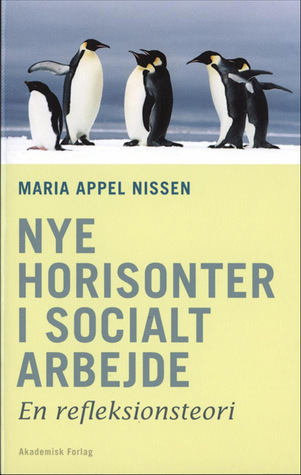 MARIA APPEL NISSEN
NYE
HORISONTER
I SOCIALT
ARBEJDE
En refleksionsteori
Akademisk Forlag